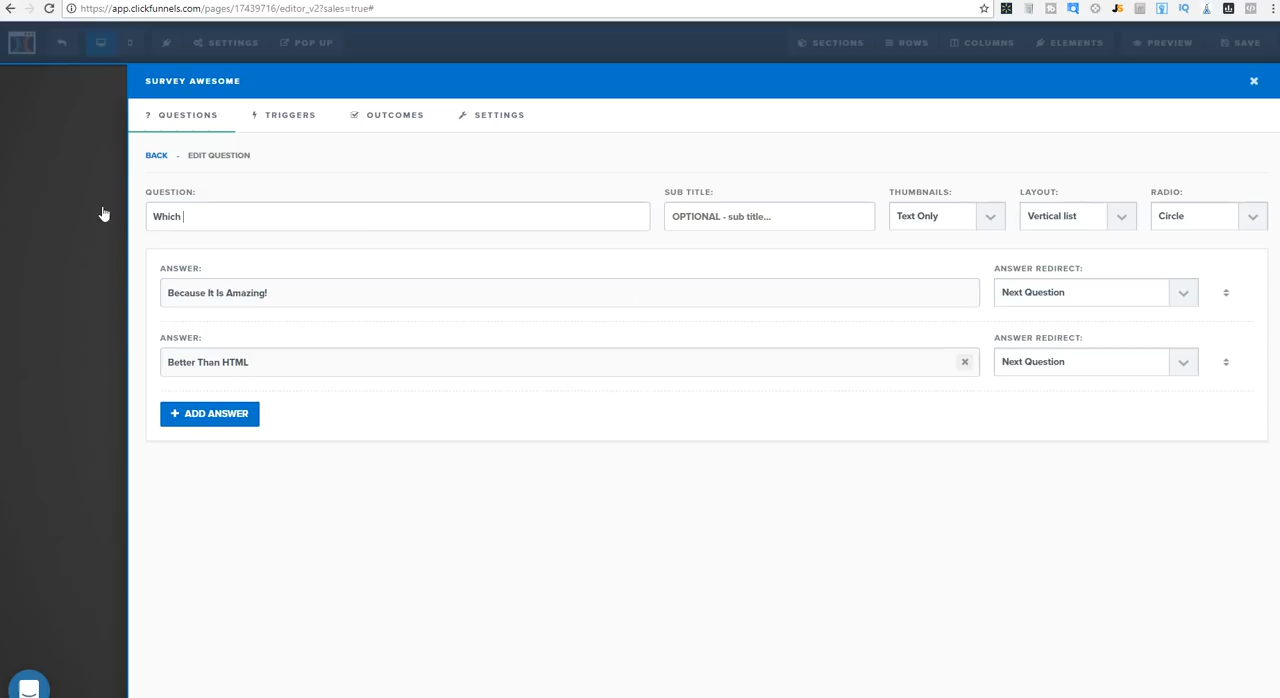 https://app.clickfunnels.com/pages/17439716/editor_v2?sales=true#
SETTINGS POP UP SECTIONS ROWS COLUMNS ELEMENTS PREVIEW SAVE
SURVEY AWESOME
? QUESTIONS TRIGGERS OUTCOMES SETTINGS
BACK - EDIT QUESTION
QUESTION: SUB TITLE: THUMBNAILS: LAYOUT: RADIO:
Which OPTIONAL - sub title... Text Only Vertical list Circle
ANSWER: ANSWER REDIRECT:
Because It Is Amazing! Next Question
ANSWER: ANSWER REDIRECT:
Better Than HTML Next Question
+ ADD ANSWER